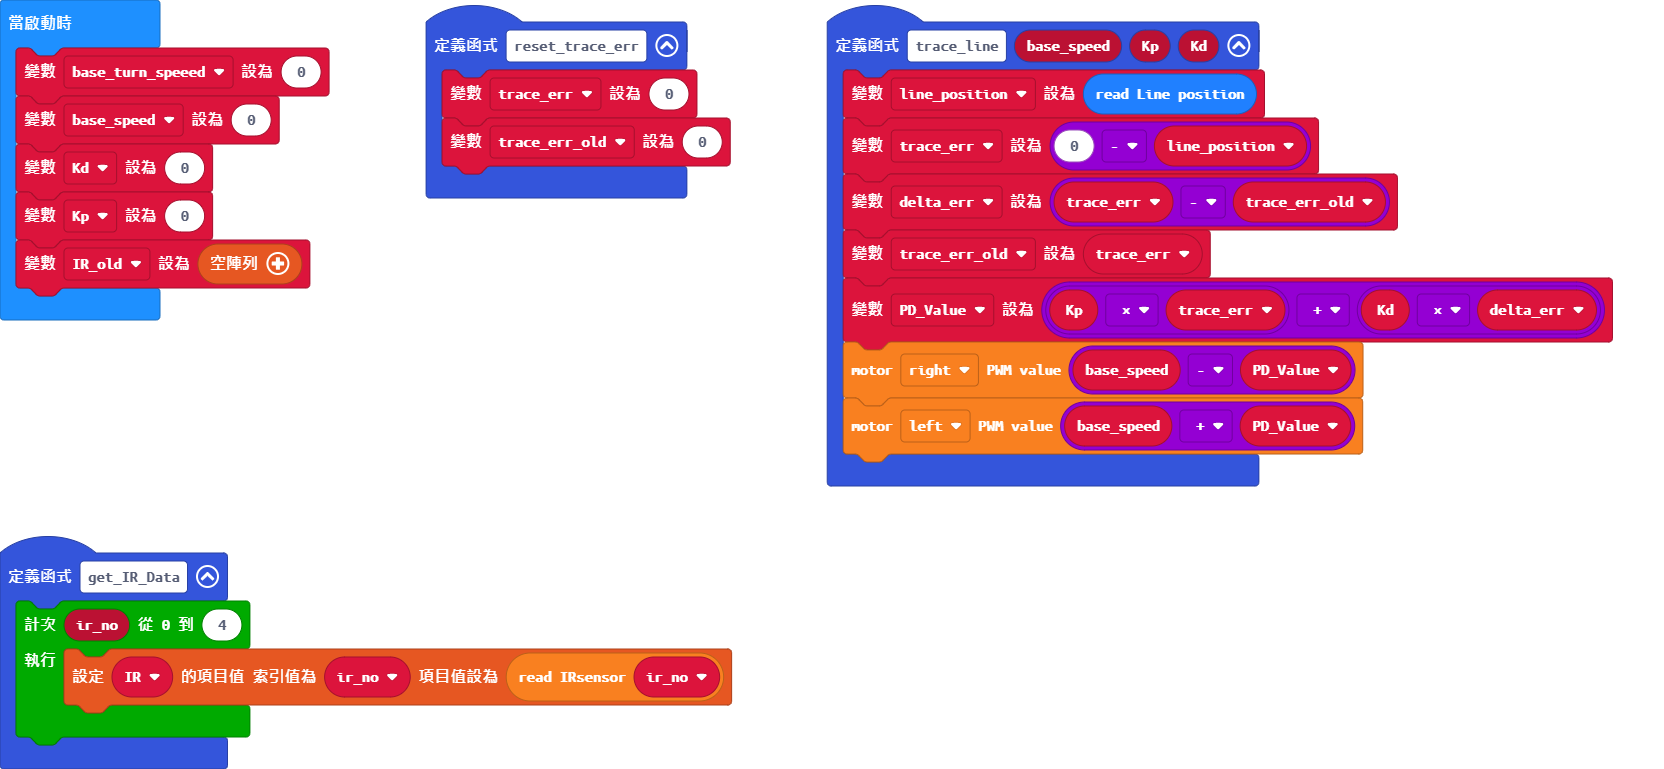 當啟動時
變數 base_turn_speeed 設為 0
變數 base_speed 設為 0
變數 Kd 設為 0
變數 Kp 設為 0
變數 IR_old 設為 空陣列
定義函式 reset_trace_err
變數 trace_err 設為 0
變數 trace_err_old 設為 0
定義函式 trace_line base_speed Kp Kd
變數 line_position 設為 read Line position
變數 trace_err 設為 0 - line_position
變數 delta_err 設為 trace_err - trace_err_old
變數 trace_err_old 設為 trace_err
變數 PD_Value 設為 Kp x trace_err + Kd x delta_err
motor right PWM value base_speed - PD_Value
motor left PWM value base_speed + PD_Value
定義函式 get_IR_Data
計次 ir_no 從 0 到 4
執行
設定 IR 的項目值 索引值為 ir_no 項目值設為 read IRsensor ir_no